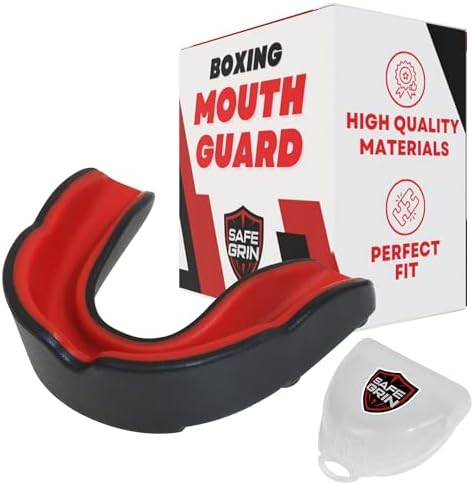 BOXING
MOUTH
GUARD
SAFE
GRIN
HIGH QUALITY
MATERIALS
PERFECT
FIT
SAFE
GRIN